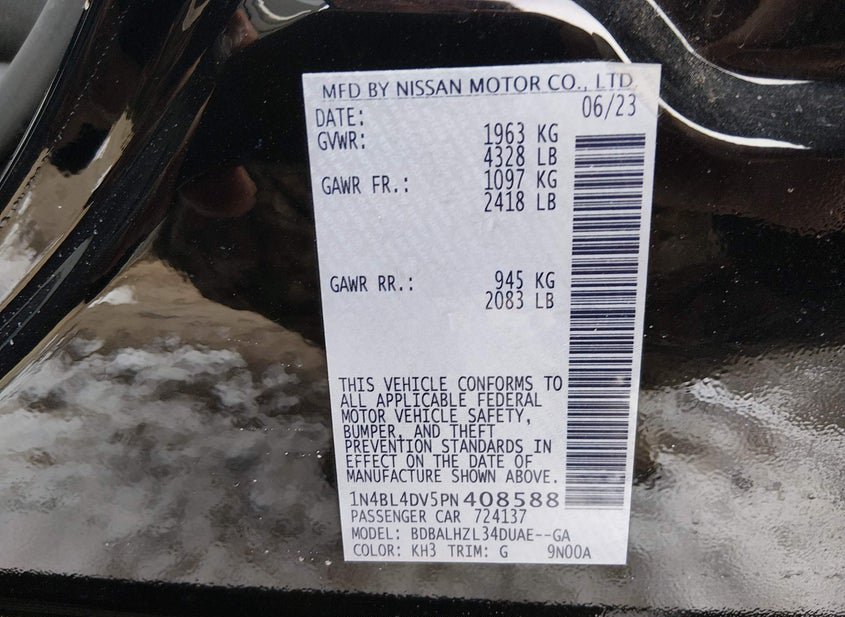 MFD BY NISSAN MOTOR CO., LTD
DATE: 06/23
GVWR: 1963 KG
4328 LB
GAWR FR.: 1097 KG
2418 LB
GAWR RR.: 945 KG
2083 LB
THIS VEHICLE CONFORMS TO
ALL APPLICABLE FEDERAL
MOTOR VEHICLE SAFETY,
BUMPER, AND THEFT
PREVENTION STANDARDS IN
EFFECT ON THE DATE OF
MANUFACTURE SHOWN ABOVE.
1N4BL4DV5PN408588
PASSENGER CAR 724137
MODEL: BDBALHZL34DUAE--GA
COLOR: KH3 TRIM: G 9N00A